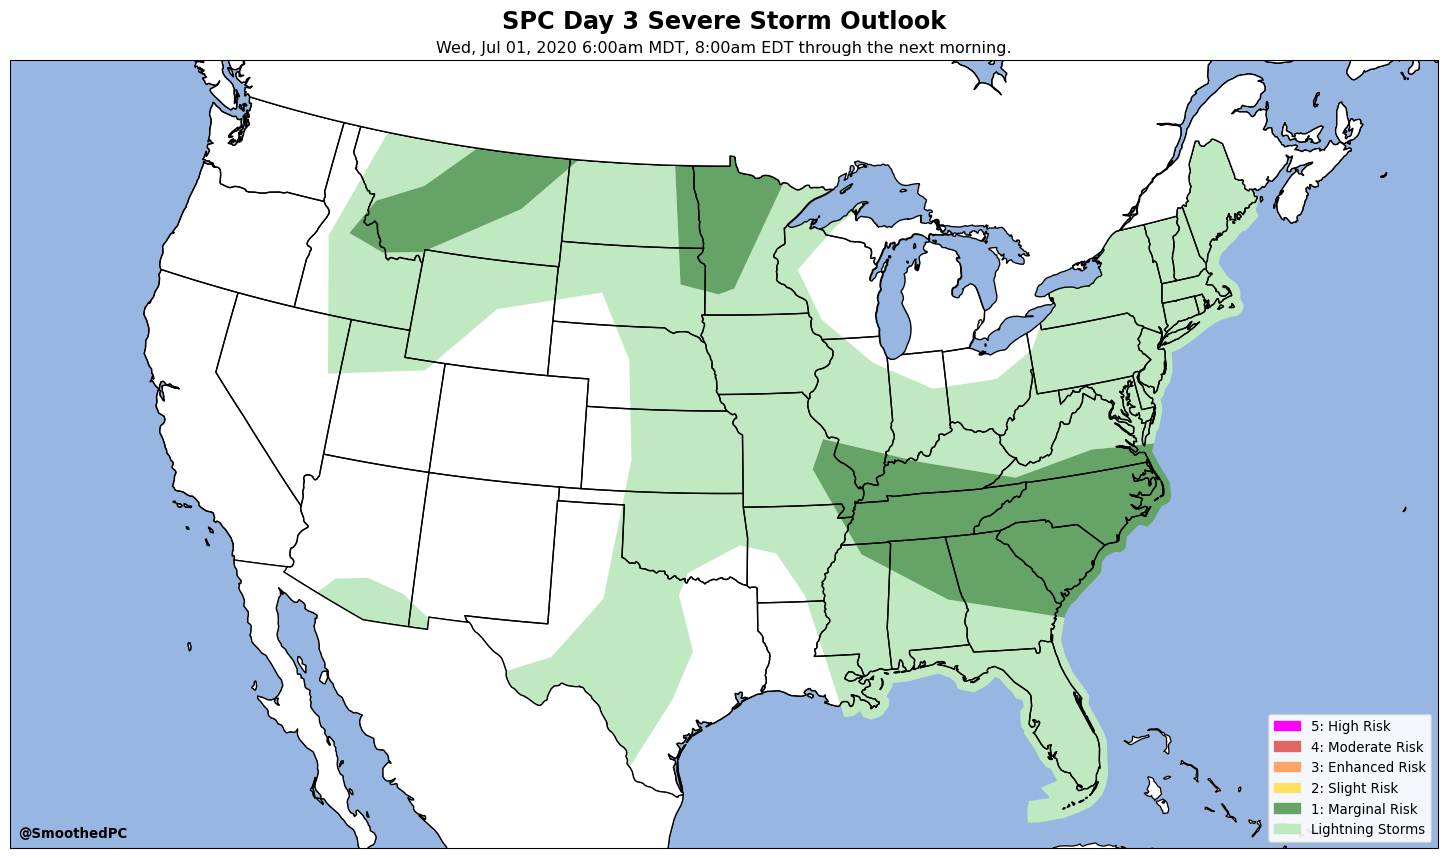 SPC Day 3 Severe Storm Outlook
Wed, Jul 01, 2020 6:00am MDT, 8:00am EDT through the next morning.
5: High Risk
4: Moderate Risk
3: Enhanced Risk
2: Slight Risk
1: Marginal Risk
Lightning Storms
@SmoothedPC